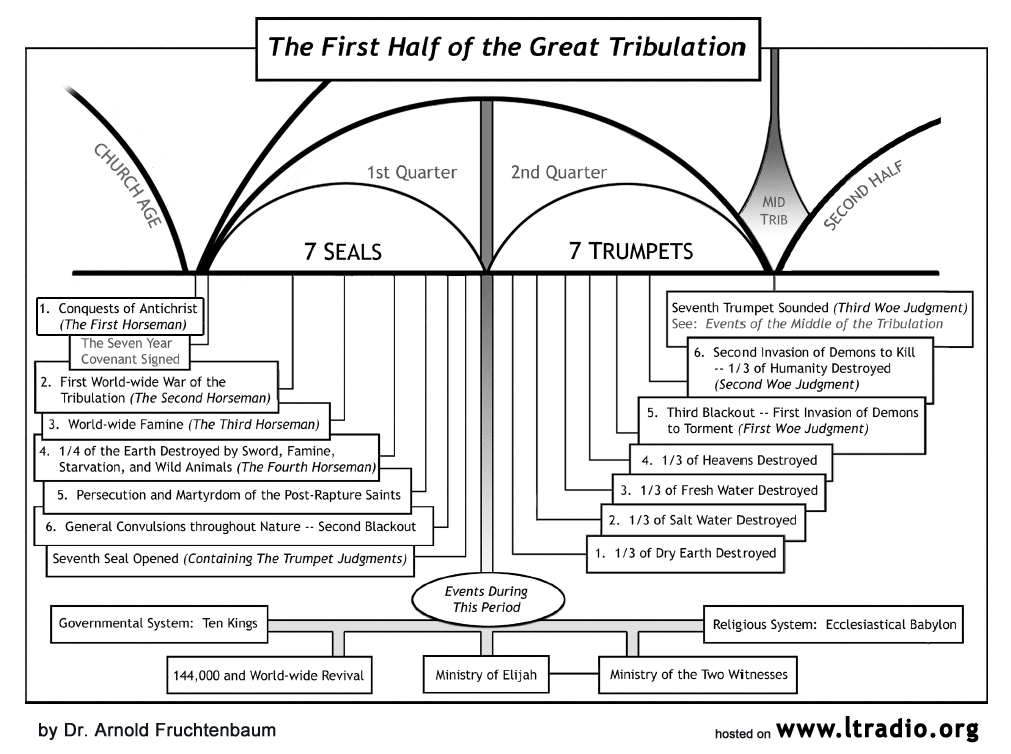 The First Half of the Great Tribulation
CHURCH AGE
1st Quarter
2nd Quarter
MID
TRIB
SECOND HALF
7 SEALS
7 TRUMPETS
1. Conquests of Antichrist
(The First Horseman)
The Seven Year
Covenant Signed
2. First World-wide War of the
Tribulation (The Second Horseman)
3. World-wide Famine (The Third Horseman)
4. 1/4 of the Earth Destroyed by Sword, Famine,
Starvation, and Wild Animals (The Fourth Horseman)
5. Persecution and Martyrdom of the Post-Rapture Saints
6. General Convulsions throughout Nature -- Second Blackout
Seventh Seal Opened (Containing The Trumpet Judgments)
Seventh Trumpet Sounded (Third Woe Judgment)
See: Events of the Middle of the Tribulation
6. Second Invasion of Demons to Kill
-- 1/3 of Humanity Destroyed
(Second Woe Judgment)
5. Third Blackout -- First Invasion of Demons
to Torment (First Woe Judgment)
4. 1/3 of Heavens Destroyed
3. 1/3 of Fresh Water Destroyed
2. 1/3 of Salt Water Destroyed
1. 1/3 of Dry Earth Destroyed
Events During
This Period
Governmental System: Ten Kings
Religious System: Ecclesiastical Babylon
144,000 and World-wide Revival
Ministry of Elijah
Ministry of the Two Witnesses
by Dr. Arnold Fruchtenbaum
hosted on www.ltradio.org